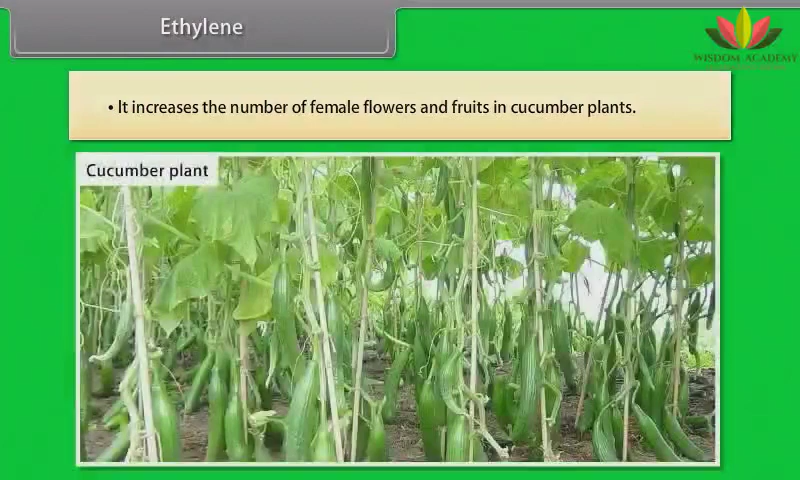 Ethylene
WISDOM ACADEMY
• It increases the number of female flowers and fruits in cucumber plants.
Cucumber plant